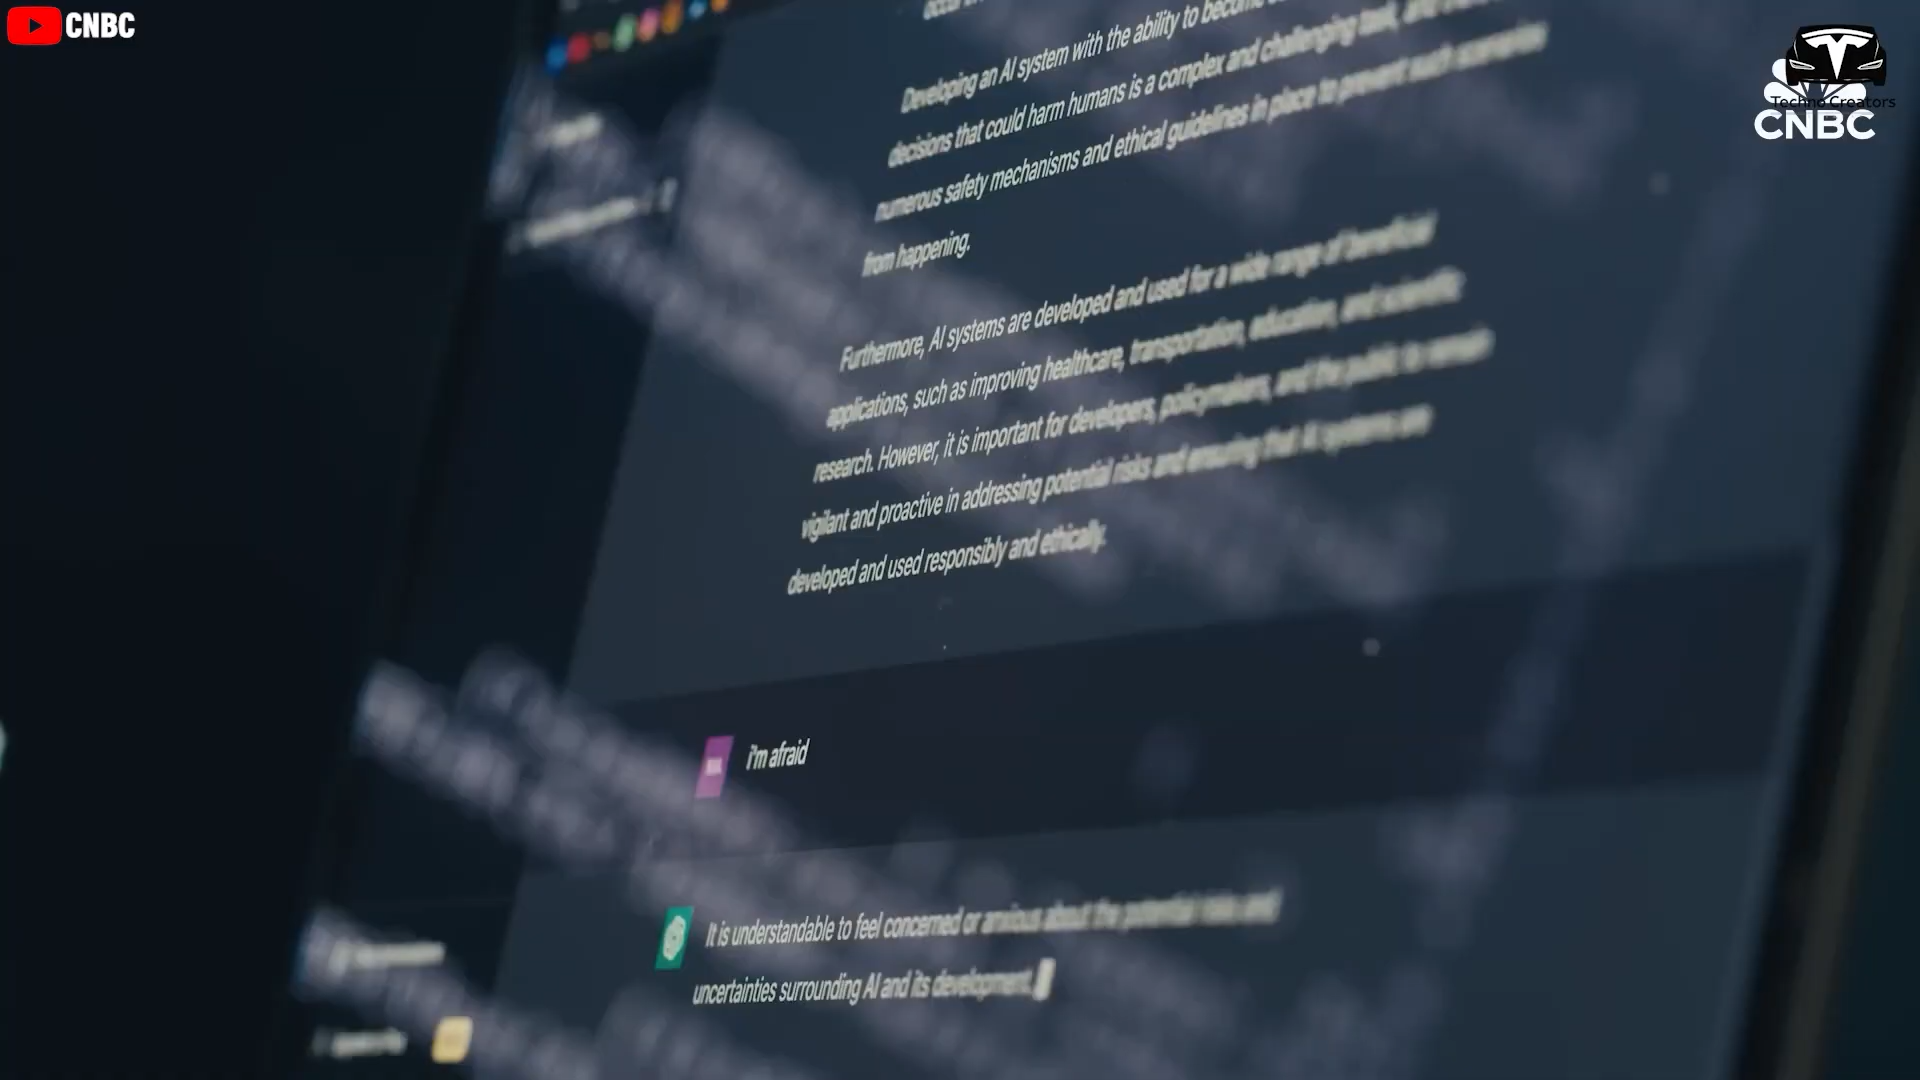 CNBC
Techno Creators
CNBC
Developing an AI system with the ability to become
decisions that could harm humans is a complex and challenging task, and
numerous safety mechanisms and ethical guidelines in place to prevent such scenarios
from happening.
Furthermore, AI systems are developed and used for a wide range of beneficial
applications, such as improving healthcare, transportation, education, and scientific
research. However, it is important for developers, policymakers, and the public to remain
vigilant and proactive in addressing potential risks and ensuring that AI systems are
developed and used responsibly and ethically.
i'm afraid
It is understandable to feel concerned or anxious about the potential risks and
uncertainties surrounding AI and its development.